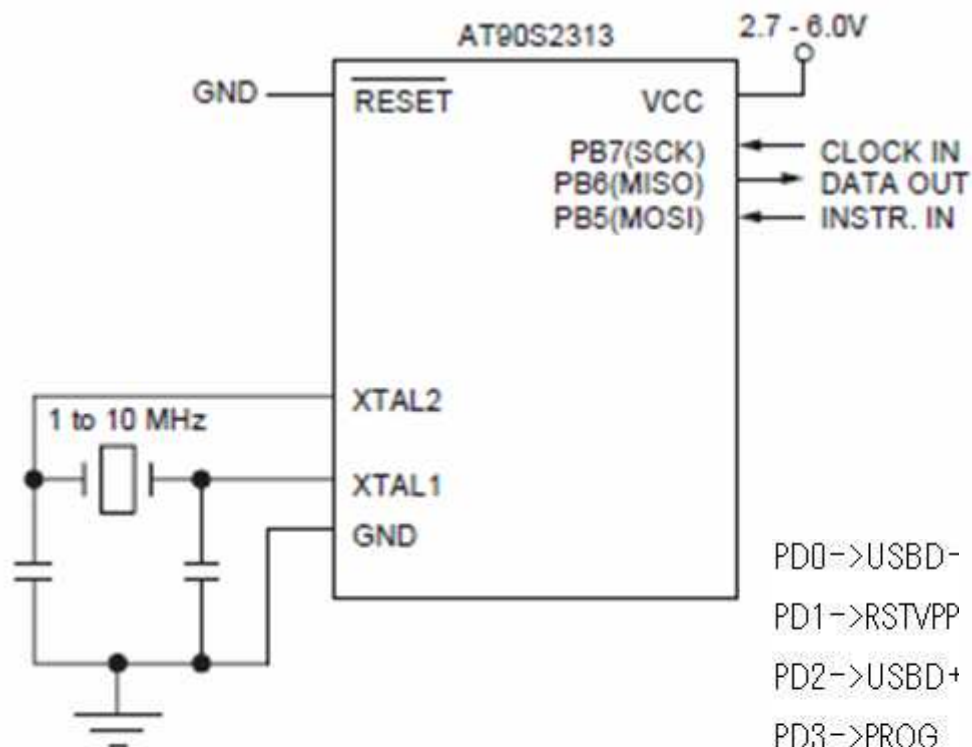 AT90S2313
2.7 - 6.0V
GND
RESET
VCC
PB7(SCK)
CLOCK IN
PB6(MISO)
DATA OUT
PB5(MOSI)
INSTR. IN
XTAL2
1 to 10 MHz
XTAL1
GND
PD0->USBD-
PD1->RSTVPP
PD2->USBD+
PD3->PROG